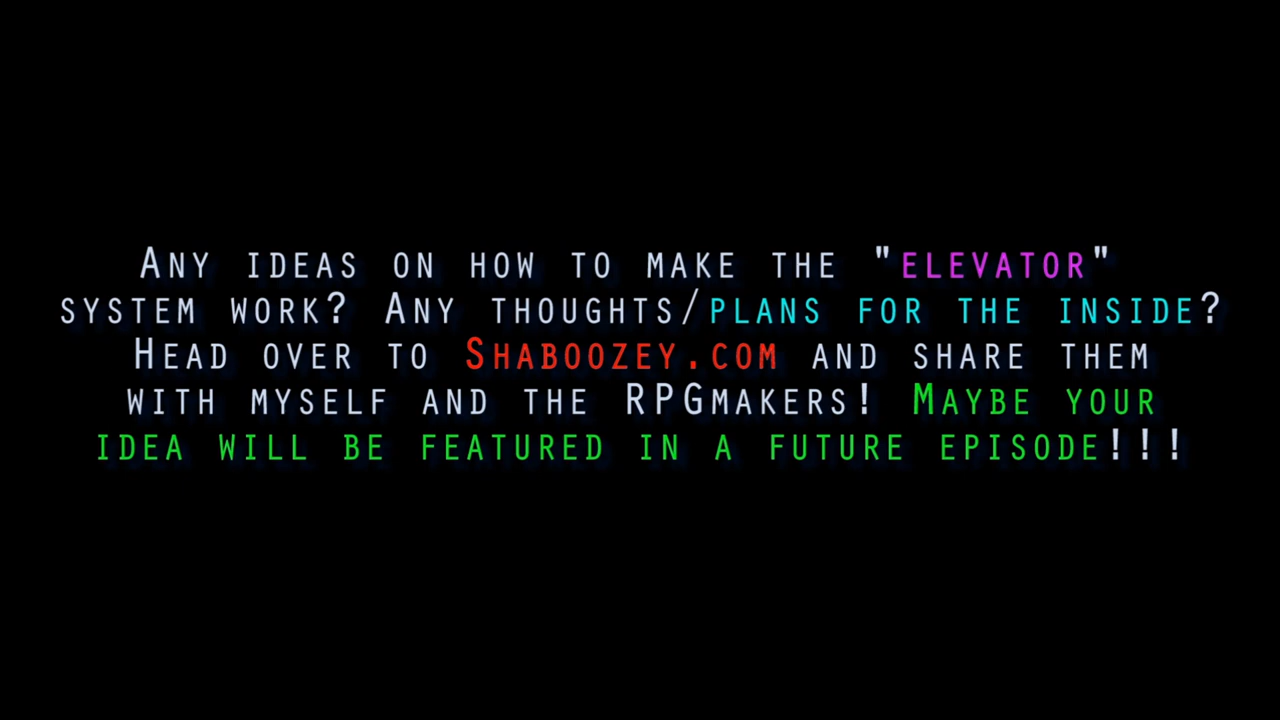 Any ideas on how to make the "elevator"
system work? Any thoughts/plans for the inside?
Head over to Shaboozey.com and share them
with myself and the RPGmakers! Maybe your
idea will be featured in a future episode!!!